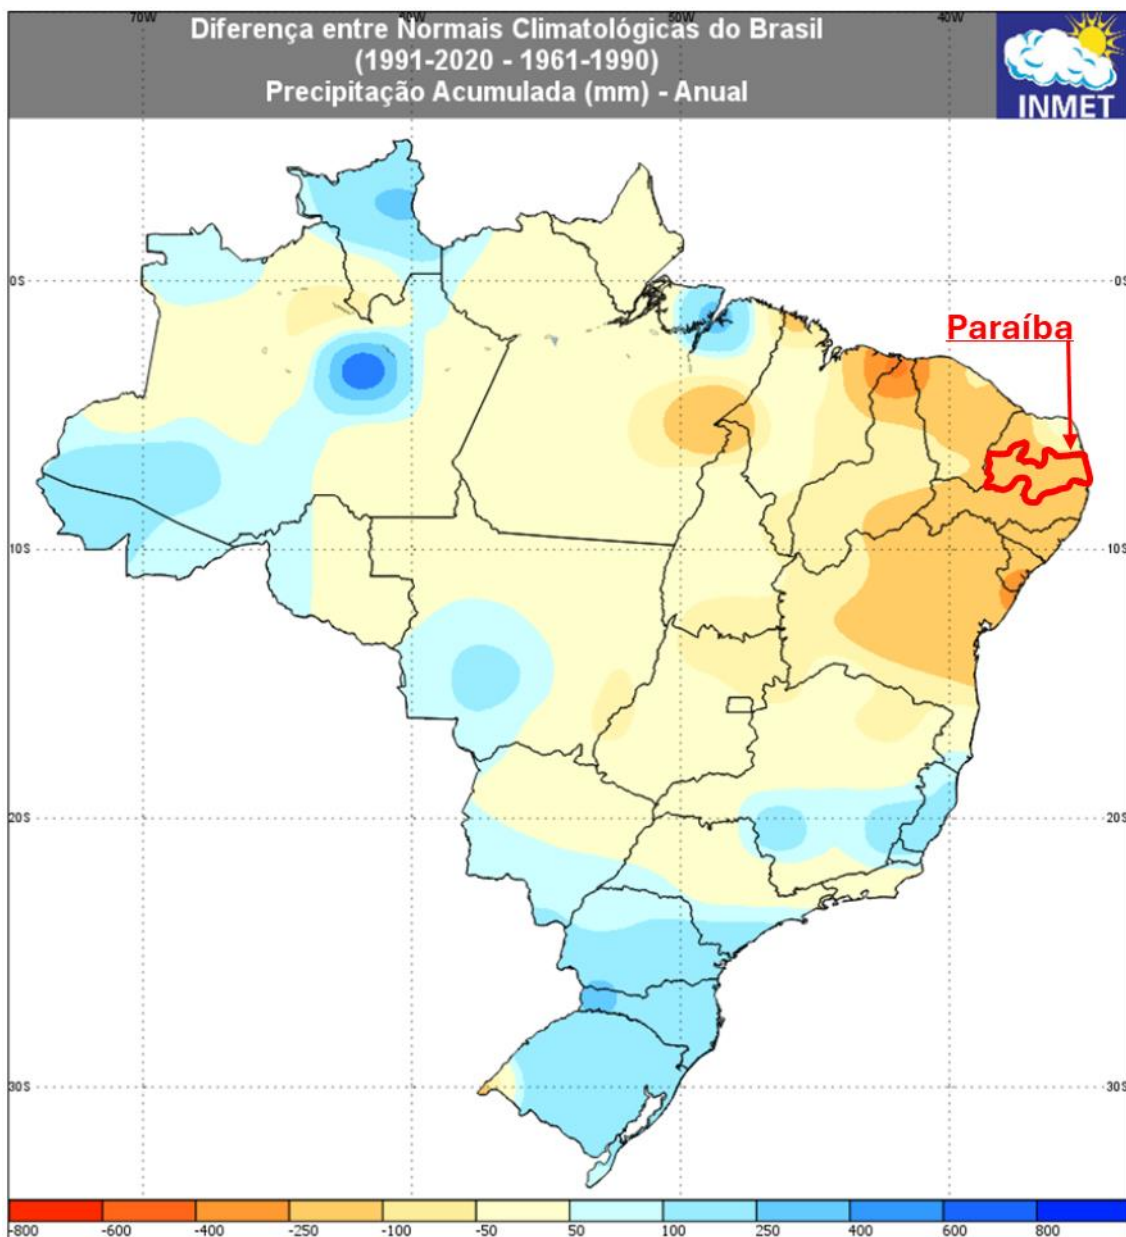 70W
60W
50W
40W
Diferença entre Normais Climatológicas do Brasil
(1991-2020 - 1961-1990)
Precipitação Acumulada (mm) - Anual
INMET
0S
0S
Paraíba
10S
10S
20S
20S
30S
30S
-800 -600 -400 -250 -100 -50 50 100 250 400 600 800